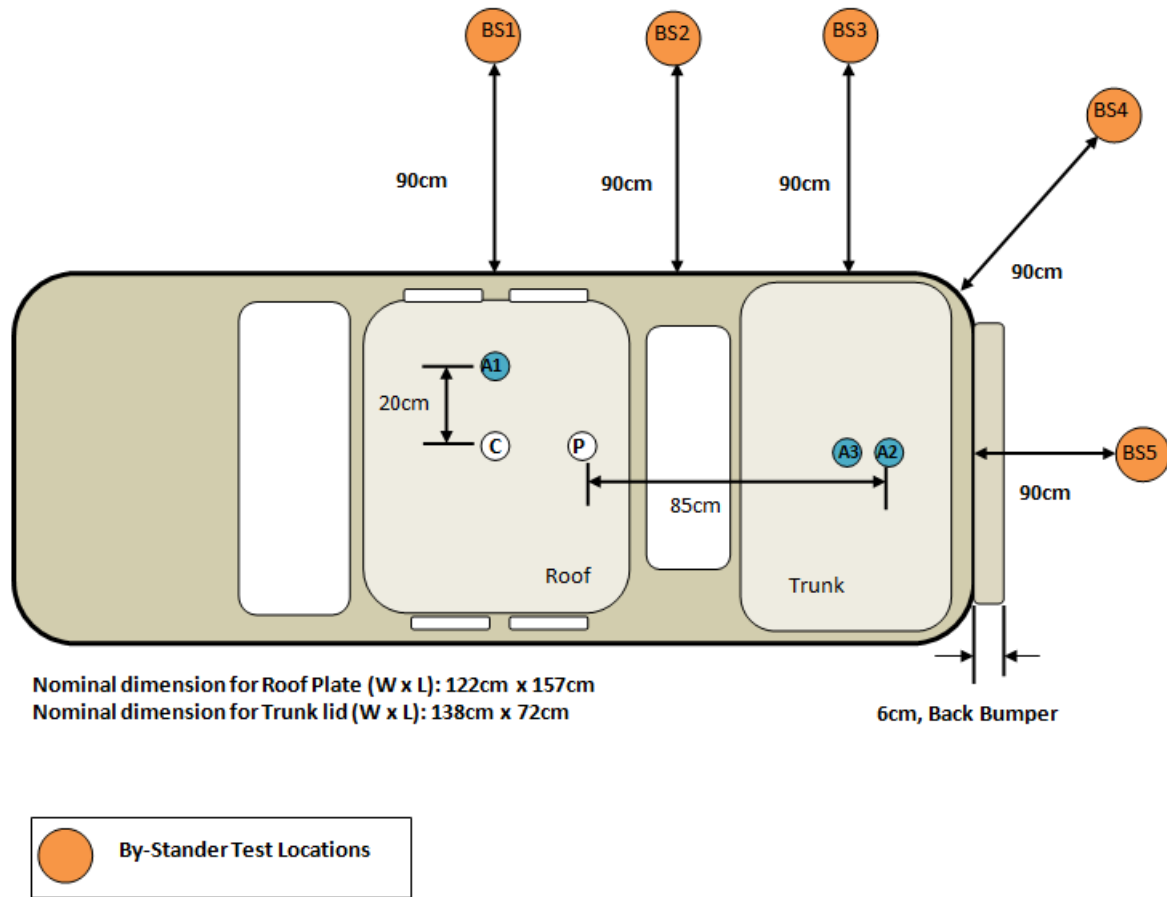 BS1
BS2
BS3
BS4
90cm
90cm
90cm
90cm
A1
20cm
C
P
A3
A2
BS5
85cm
90cm
Roof
Trunk
Nominal dimension for Roof Plate (W x L): 122cm x 157cm
Nominal dimension for Trunk lid (W x L): 138cm x 72cm
6cm, Back Bumper
By-Stander Test Locations